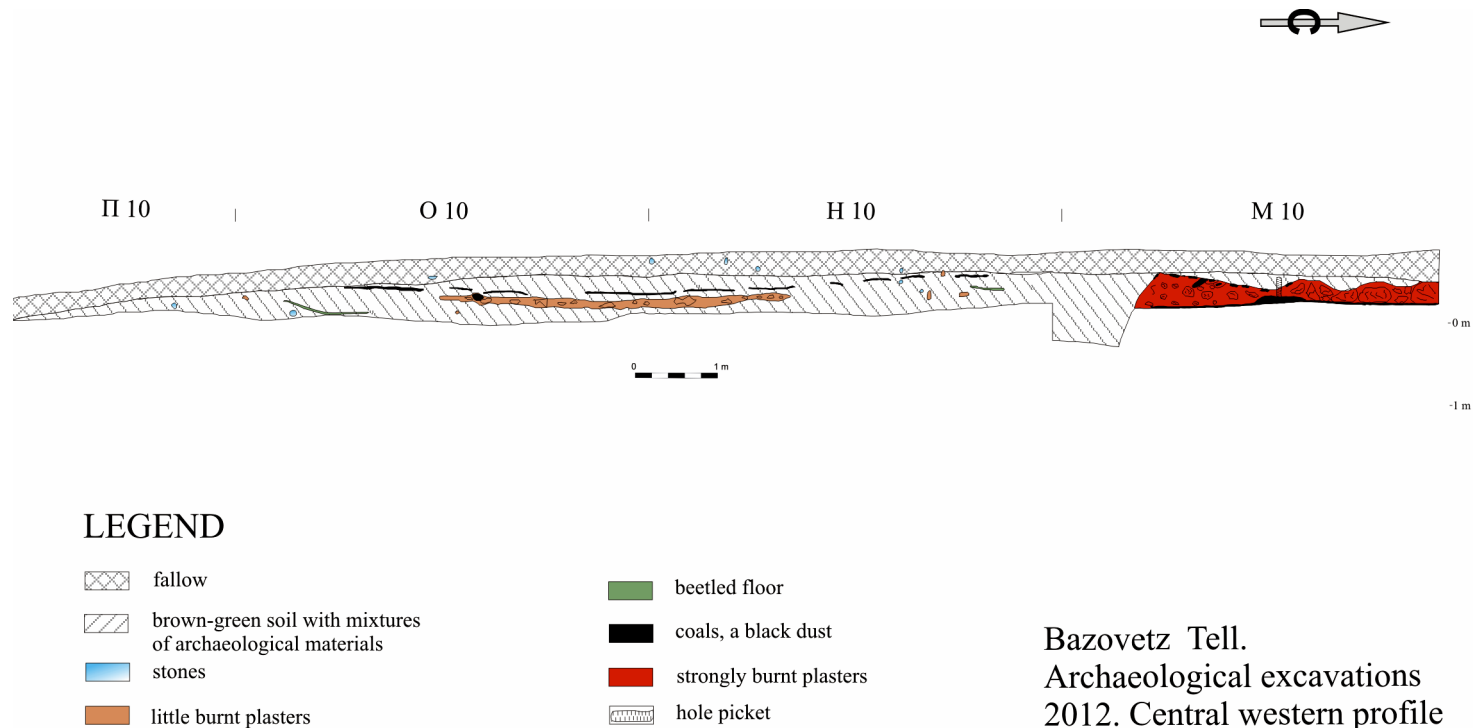 С
П 10
О 10
Н 10
М 10
-0 m
0 1 m
-1 m
LEGEND
fallow
brown-green soil with mixtures
of archaeological materials
stones
little burnt plasters
beetled floor
coals, a black dust
strongly burnt plasters
hole picket
Bazovetz Tell.
Archaeological excavations
2012. Central western profile